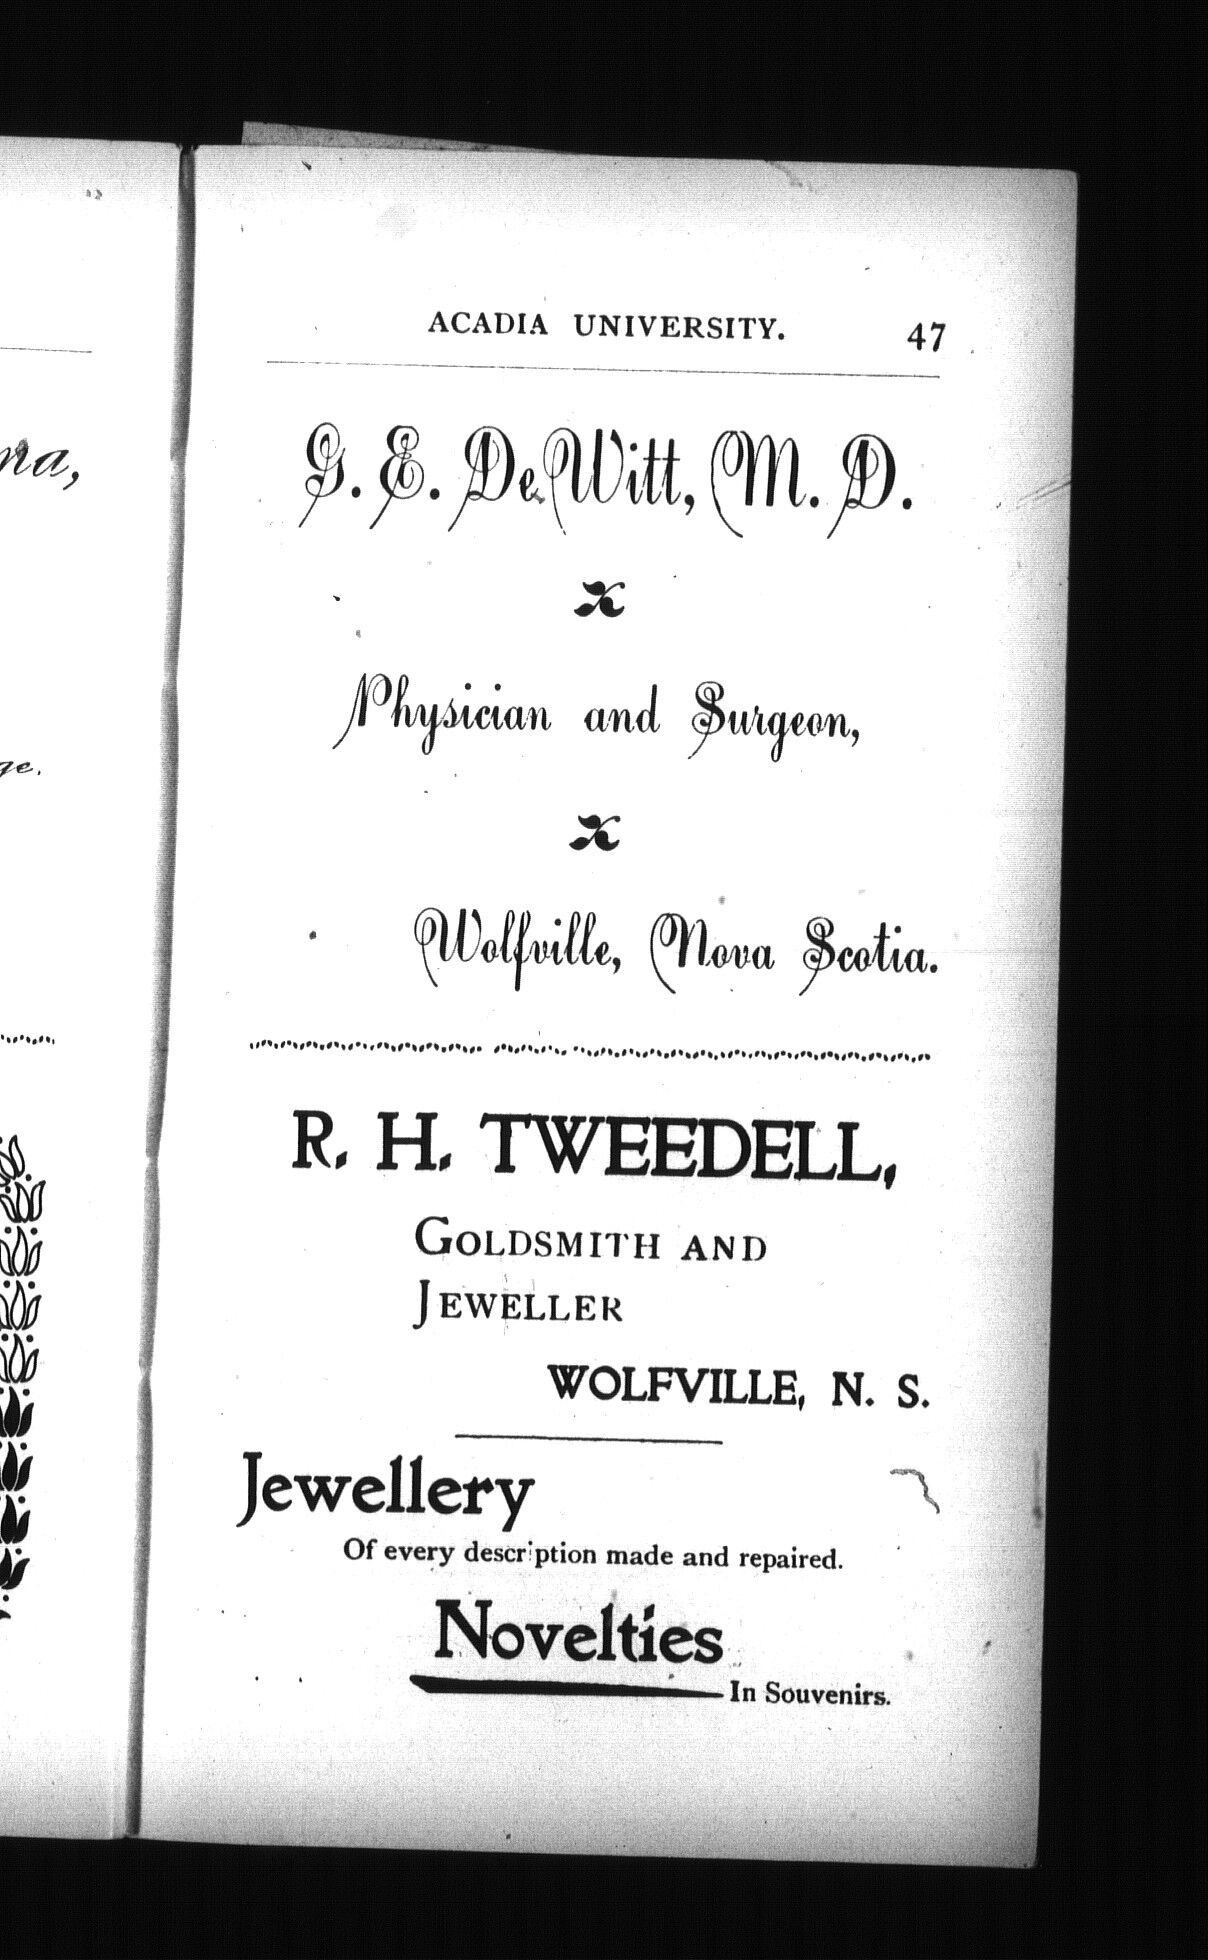 ACADIA UNIVERSITY. 47
G. E. DeWitt, M. D.
Physician and Surgeon,
Wolfville, Nova Scotia.
R. H. TWEEDELL,
GOLDSMITH AND
JEWELLER
WOLFVILLE, N. S.
Jewellery
Of every description made and repaired.
Novelties
In Souvenirs.